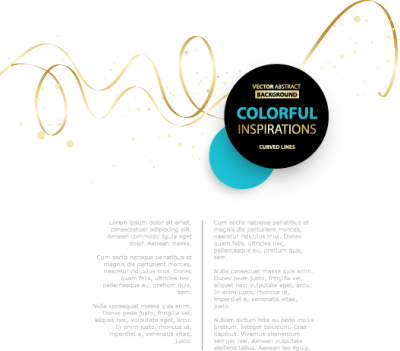 VECTOR ABSTRACT
BACKGROUND
COLORFUL
INSPIRATIONS
CURVED LINES
Lorem ipsum dolor sit amet,
consectetuer adipiscing elit.
Aenean commodo ligula eget
dolor. Aenean massa.
Cum sociis natoque penatibus et
magnis dis parturient montes,
nascetur ridiculus mus. Donec
quam felis, ultricies nec,
pellentesque eu, pretium quis,
sem.
Nulla consequat massa quis enim.
Donec pede justo, fringilla vel,
aliquet nec, vulputate eget, arcu.
In enim justo, rhoncus ut,
imperdiet a, venenatis vitae,
justo.
Cum sociis natoque penatibus et
magnis dis parturient montes,
nascetur ridiculus mus. Donec
quam felis, ultricies nec,
pellentesque eu, pretium quis,
sem.
Nulla consequat massa quis enim.
Donec pede justo, fringilla vel,
aliquet nec, vulputate eget, arcu.
In enim justo, rhoncus ut,
imperdiet a, venenatis vitae,
justo.
Nullam dictum felis eu pede mollis
pretium. Integer tincidunt. Cras
dapibus. Vivamus elementum
semper nisi. Aenean vulputate
eleifend tellus. Aenean leo ligula,